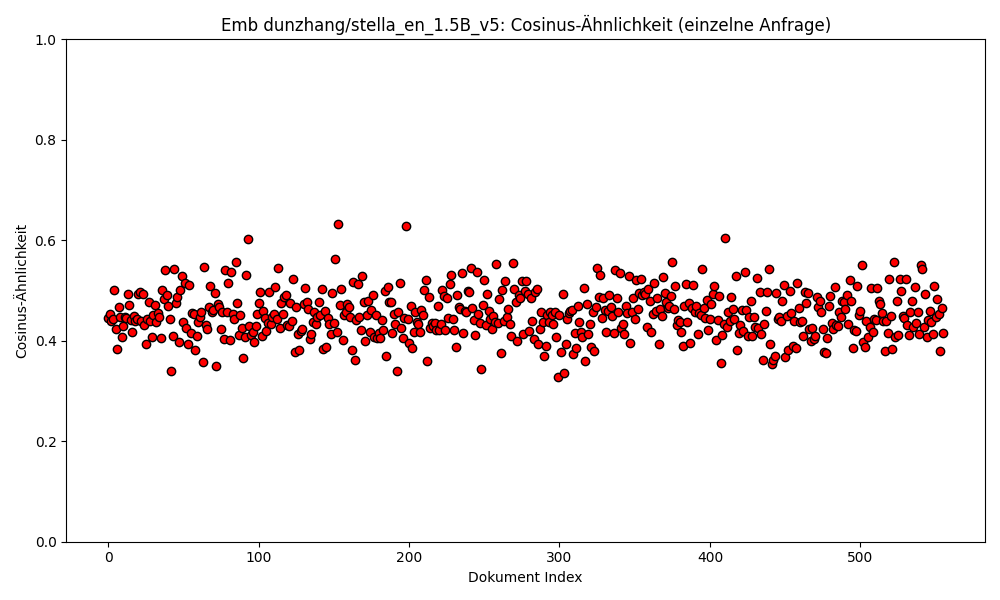 Emb dunzhang/stella_en_1.5B_v5: Cosinus-Ähnlichkeit (einzelne Anfrage)
Cosinus-Ähnlichkeit
1.0
0.8
0.6
0.4
0.2
0.0
0 100 200 300 400 500
Dokument Index